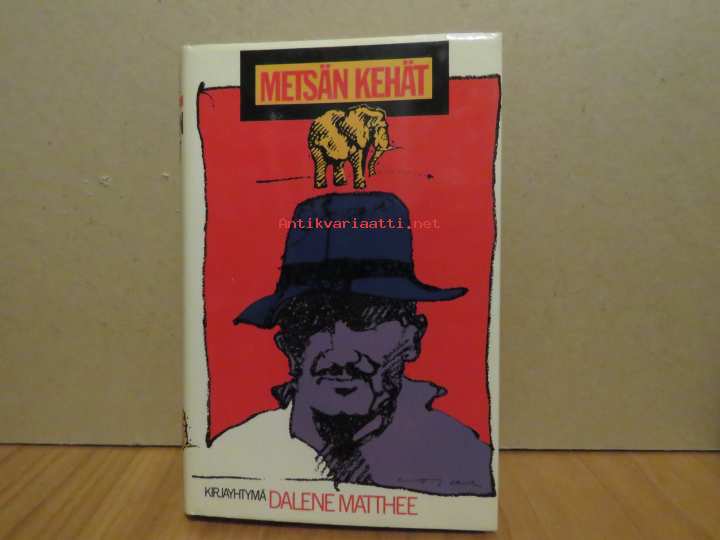 METSÄN KEHÄT
Antikvariaatti.net
KIRJAYHTYMÄ DALENE MATTHEE